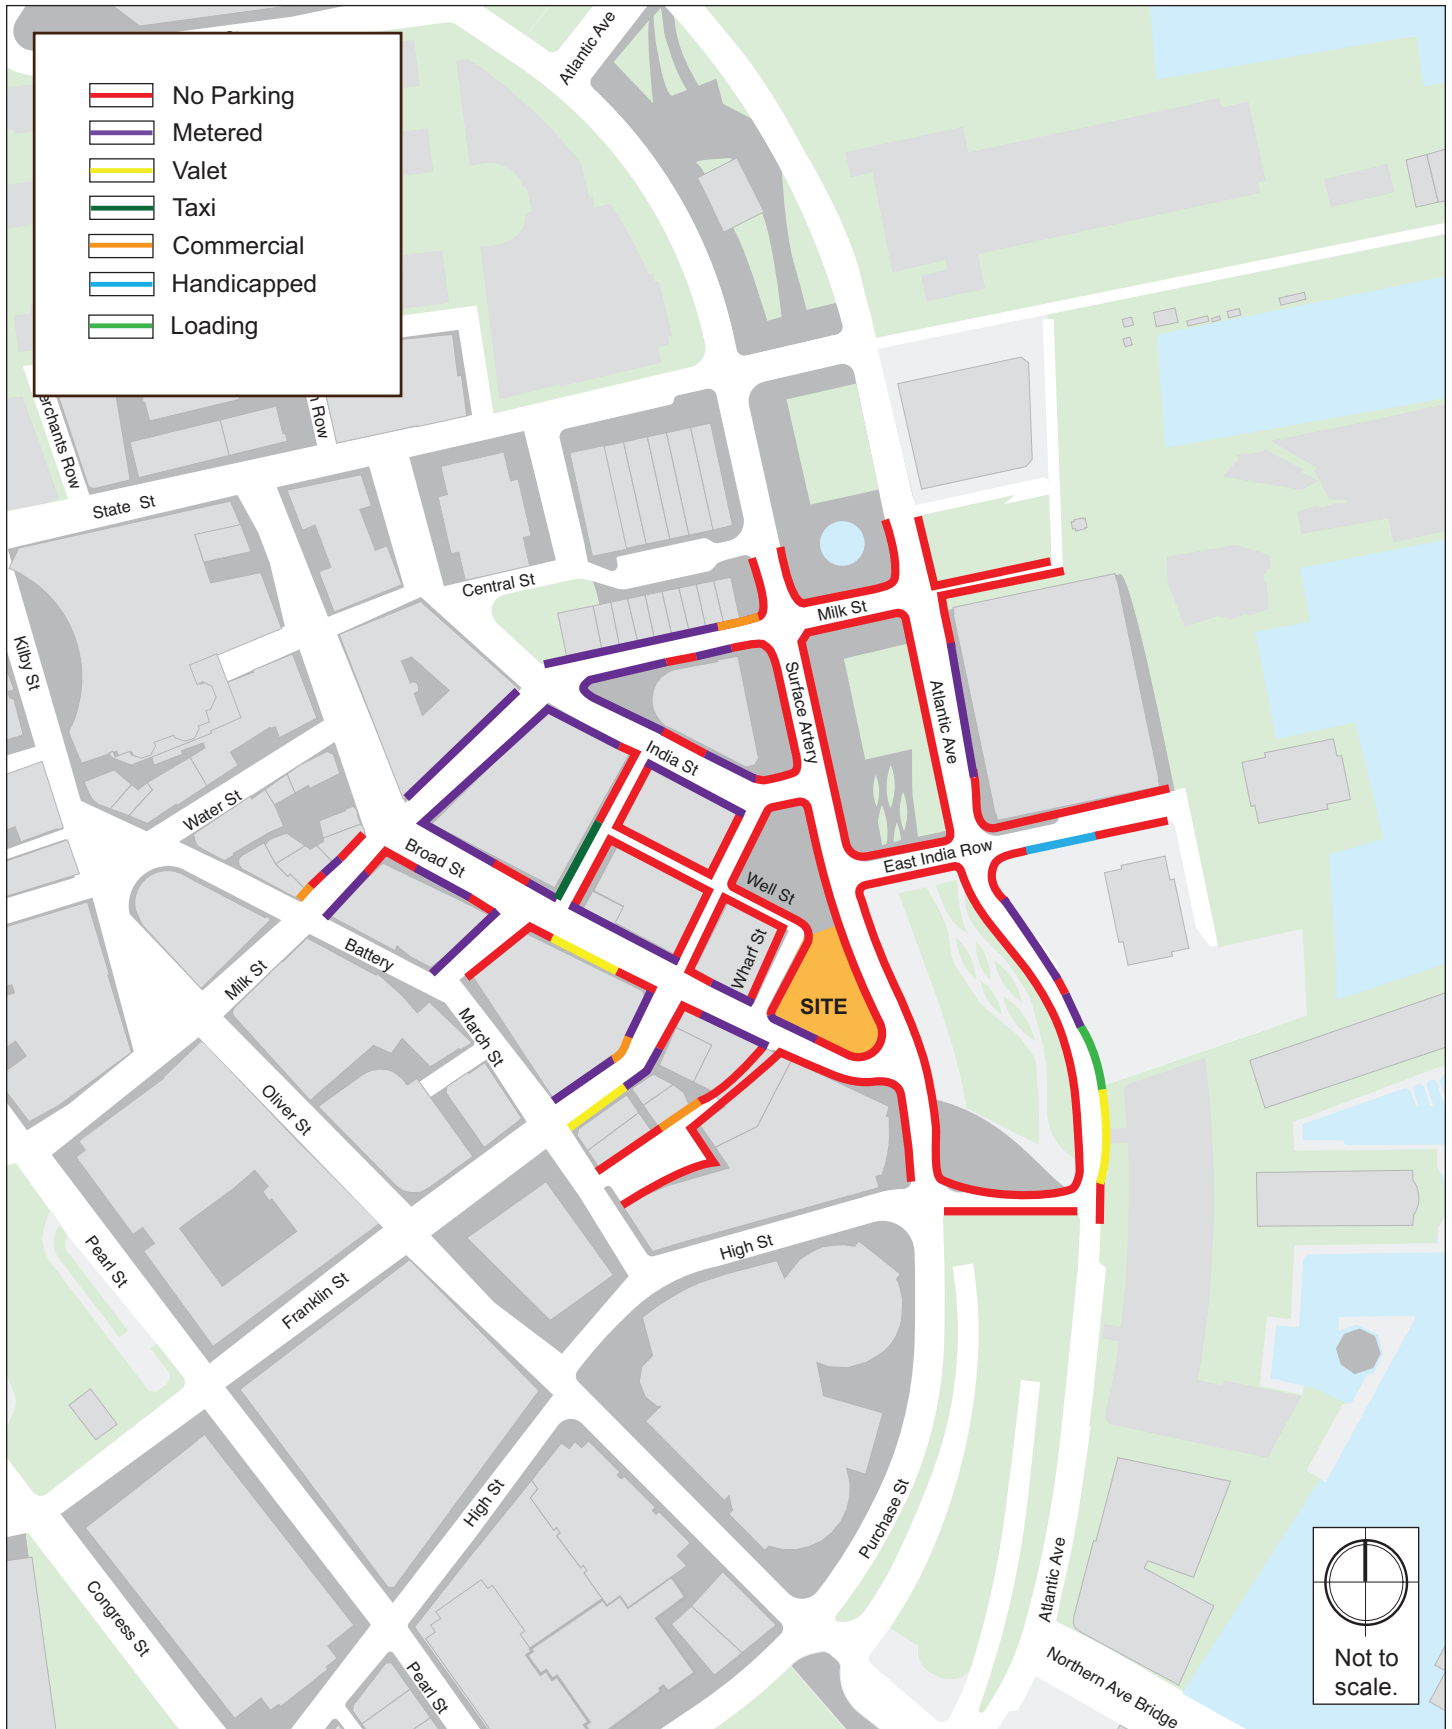 Atlantic Ave
No Parking
Metered
Valet
Taxi
Commercial
Handicapped
Loading
Row
State St
Central St
Milk St
Kilby St
Surface Artery
Atlantic Ave
India St
Water St
Broad St
East India Row
Well St
Battery
March St
Wharf St
Milk St
SITE
Oliver St
Pearl St
High St
Franklin St
High St
Purchase St
Atlantic Ave
Congress St
Pearl St
Northern Ave Bridge
Not to
scale.